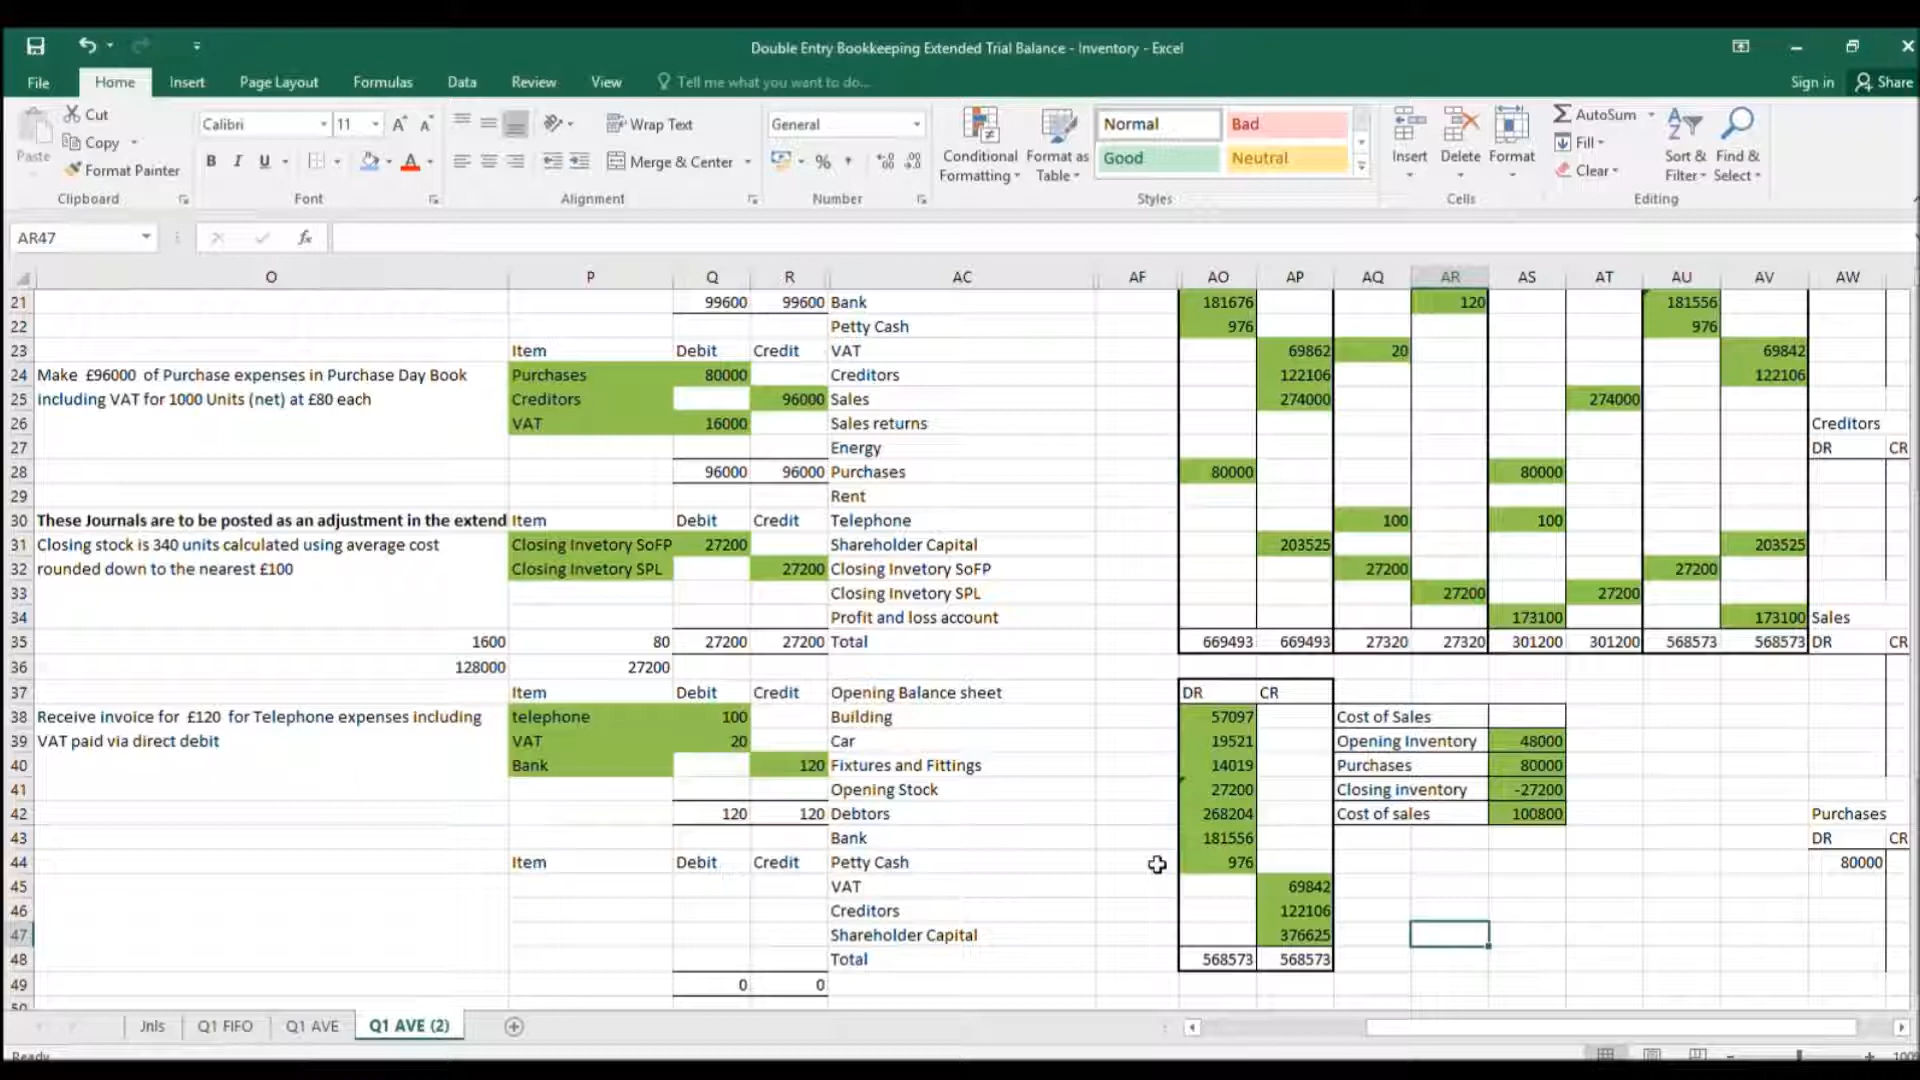 Double Entry Bookkeeping Extended Trial Balance - Inventory - Excel
File Home Insert Page Layout Formulas Data Review View Tell me what you want to do... Sign in Share
Cut
Copy
Format Painter
Paste
Clipboard
Calibri 11 A A
B I U A
Font
Wrap Text
Merge & Center
Alignment
General
% ,
Number
Conditional Formatting
Format as Table
Normal Bad
Good Neutral
Styles
Insert Delete Format
Cells
AutoSum
Fill
Clear
Sort & Filter
Find & Select
Editing
AR47 fx
O P Q R AC AF AO AP AQ AR AS AT AU AV AW
21 99600 99600 Bank 181676 120 181556
22 Petty Cash 976 976
23 Item Debit Credit VAT 69862 20 69842
24 Make £96000 of Purchase expenses in Purchase Day Book Purchases 80000 Creditors 122106 122106
25 including VAT for 1000 Units (net) at £80 each Creditors 96000 Sales 274000 274000
26 VAT 16000 Sales returns Creditors
27 Energy DR CR
28 96000 96000 Purchases 80000 80000
29 Rent
30 These Journals are to be posted as an adjustment in the extend Item Debit Credit Telephone 100 100
31 Closing stock is 340 units calculated using average cost Closing Invetory SoFP 27200 Shareholder Capital 203525 203525
32 rounded down to the nearest £100 Closing Invetory SPL 27200 Closing Invetory SoFP 27200 27200
33 Closing Invetory SPL 27200 27200
34 Profit and loss account 173100 173100 Sales
35 1600 80 27200 27200 Total 669493 669493 27320 27320 301200 301200 568573 568573 DR CR
36 128000 27200
37 Item Debit Credit Opening Balance sheet DR CR
38 Receive invoice for £120 for Telephone expenses including telephone 100 Building 57097 Cost of Sales
39 VAT paid via direct debit VAT 20 Car 19521 Opening Inventory 48000
40 Bank 120 Fixtures and Fittings 14019 Purchases 80000
41 Opening Stock 27200 Closing inventory -27200
42 120 120 Debtors 268204 Cost of sales 100800 Purchases
43 Bank 181556 DR CR
44 Item Debit Credit Petty Cash 976 80000
45 VAT 69842
46 Creditors 122106
47 Shareholder Capital 376625
48 Total 568573 568573
49 0 0
50
Jnls Q1 FIFO Q1 AVE Q1 AVE (2)
Ready